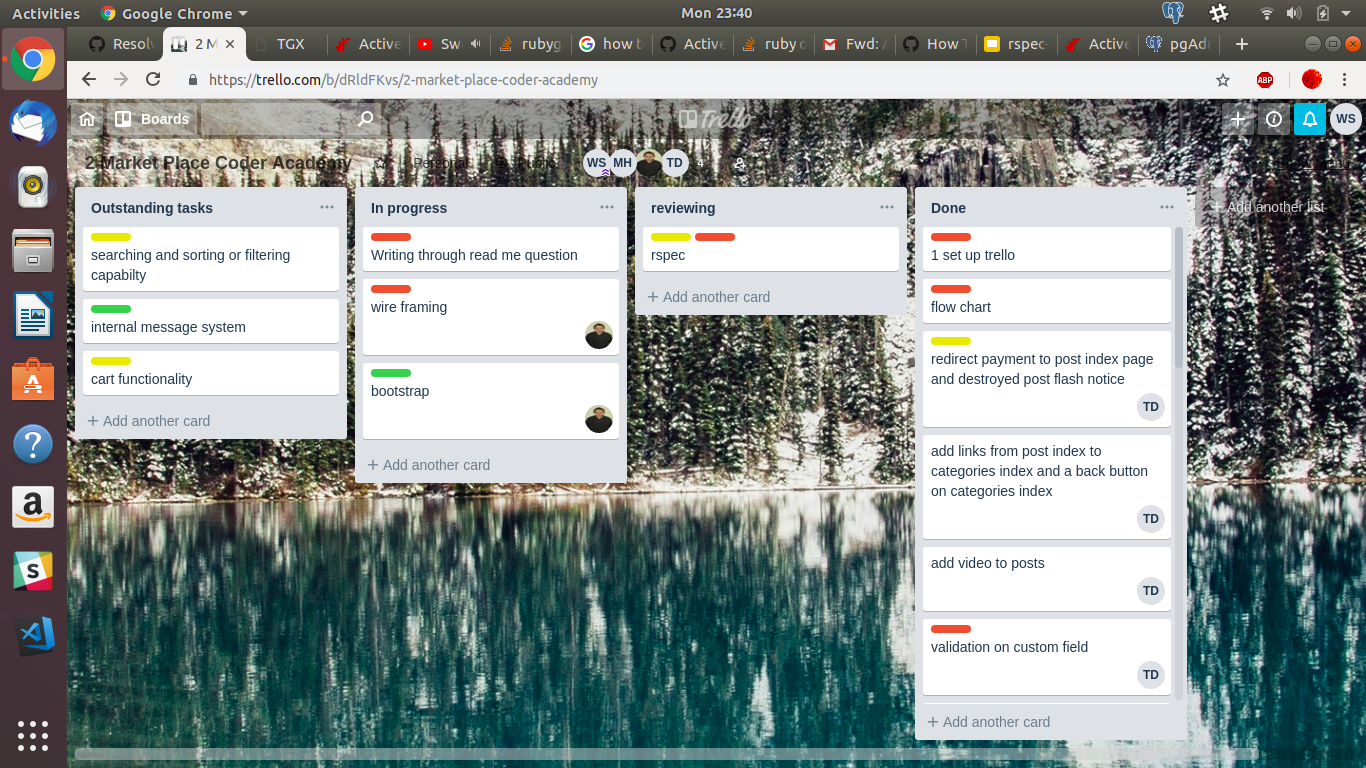 Activities
Google Chrome
Mon 23:40
Resolv
2 M
TGX
Active
Sw
rubyg
how t
Active
ruby o
Fwd: A
How T
rspec-
Active
pgAdm
https://trello.com/b/dRldFKvs/2-market-place-coder-academy
ABP
Boards
Trello
WS
2 Market Place Coder Academy
Personal
Public
WS
MH
TD
Outstanding tasks
searching and sorting or filtering
capabilty
internal message system
cart functionality
+ Add another card
In progress
Writing through read me question
wire framing
bootstrap
+ Add another card
reviewing
rspec
+ Add another card
Done
1 set up trello
flow chart
redirect payment to post index page
and destroyed post flash notice
TD
add links from post index to
categories index and a back button
on categories index
TD
add video to posts
TD
validation on custom field
TD
+ Add another card
+ Add another list